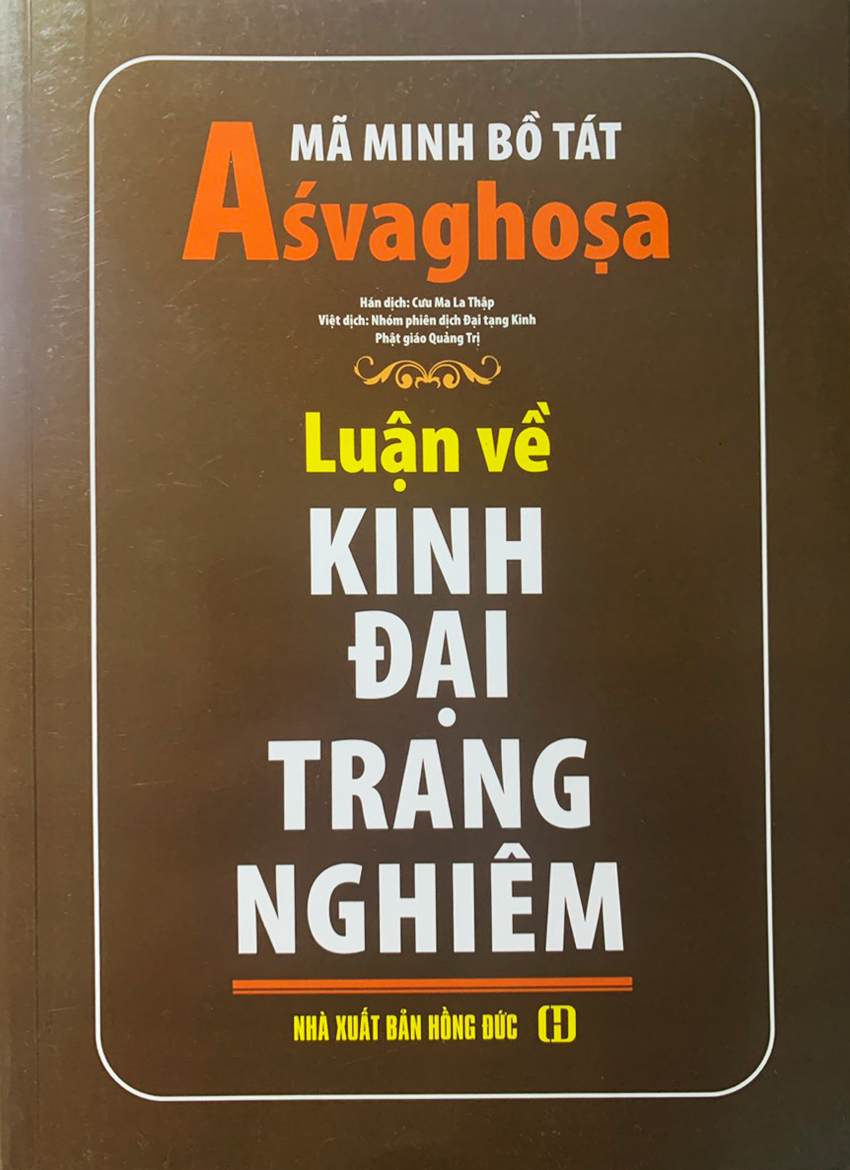 MÃ MINH BỒ TÁT
Aśvaghoṣa
Hán dịch: Cưu Ma La Thập
Việt dịch: Nhóm phiên dịch Đại tạng Kinh
Phật giáo Quảng Trị
Luận về
KINH
ĐẠI
TRANG
NGHIÊM
NHÀ XUẤT BẢN HỒNG ĐỨC HD